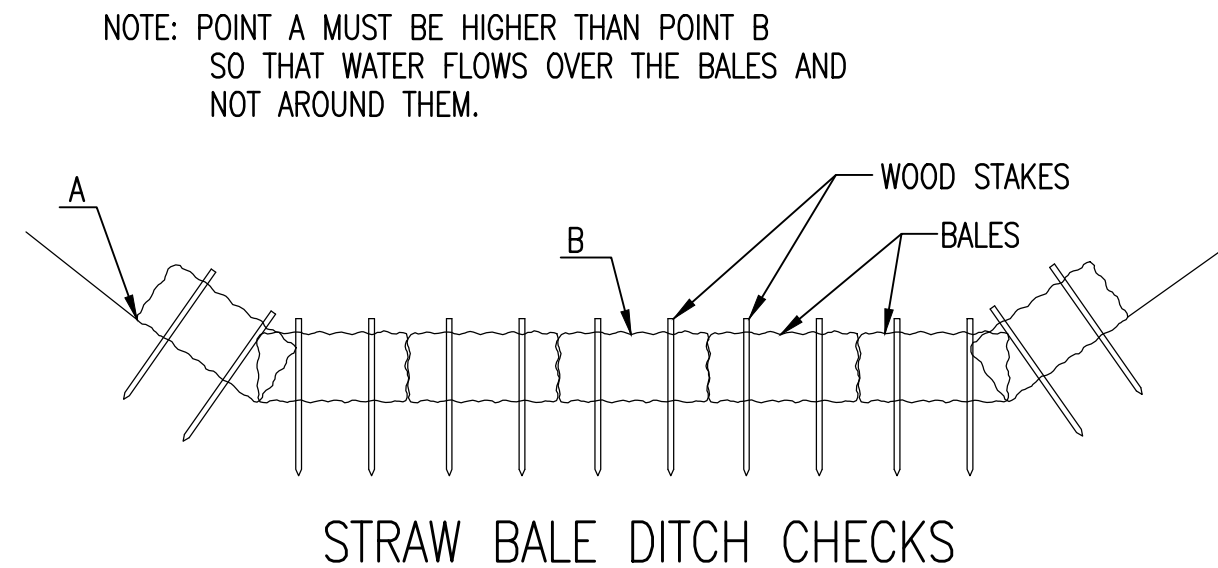 NOTE: POINT A MUST BE HIGHER THAN POINT B
SO THAT WATER FLOWS OVER THE BALES AND
NOT AROUND THEM.
A
WOOD STAKES
B
BALES
STRAW BALE DITCH CHECKS